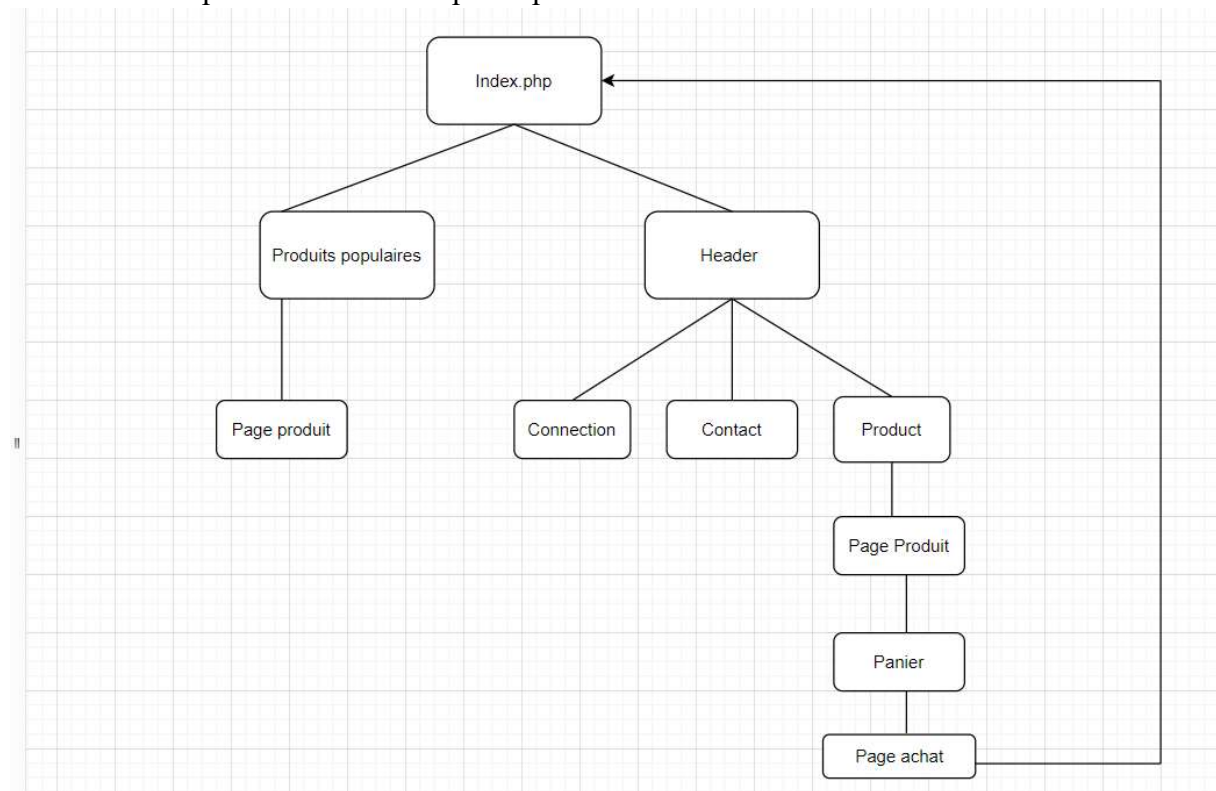 Index.php
Produits populaires
Header
Page produit
Connection
Contact
Product
Page Produit
Panier
Page achat